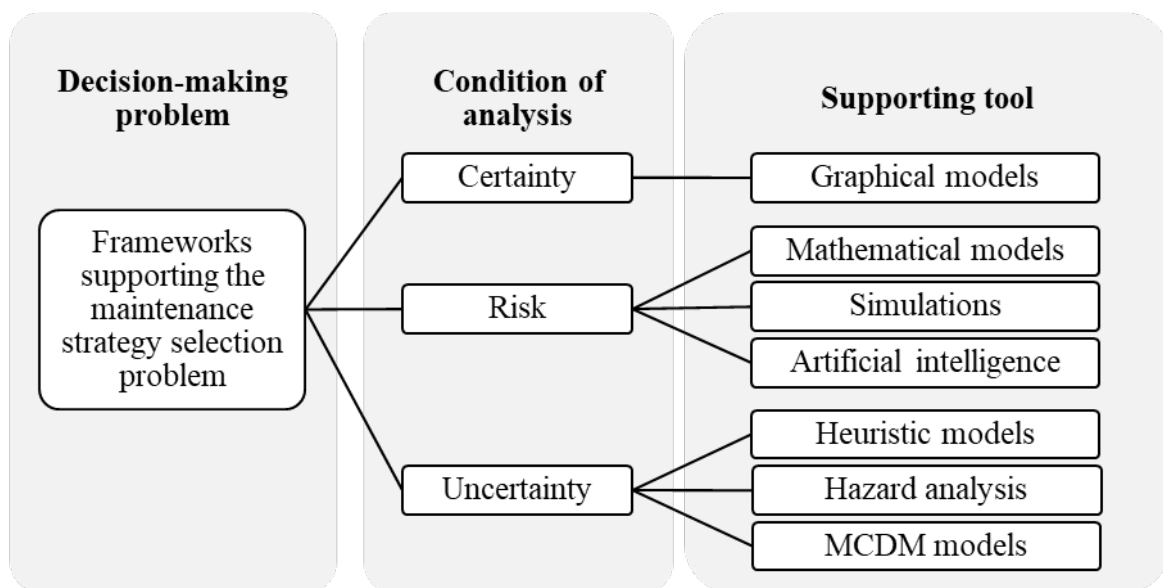 Decision-making
problem
Condition of
analysis
Supporting tool
Frameworks
supporting the
maintenance
strategy selection
problem
Certainty
Risk
Uncertainty
Graphical models
Mathematical models
Simulations
Artificial intelligence
Heuristic models
Hazard analysis
MCDM models